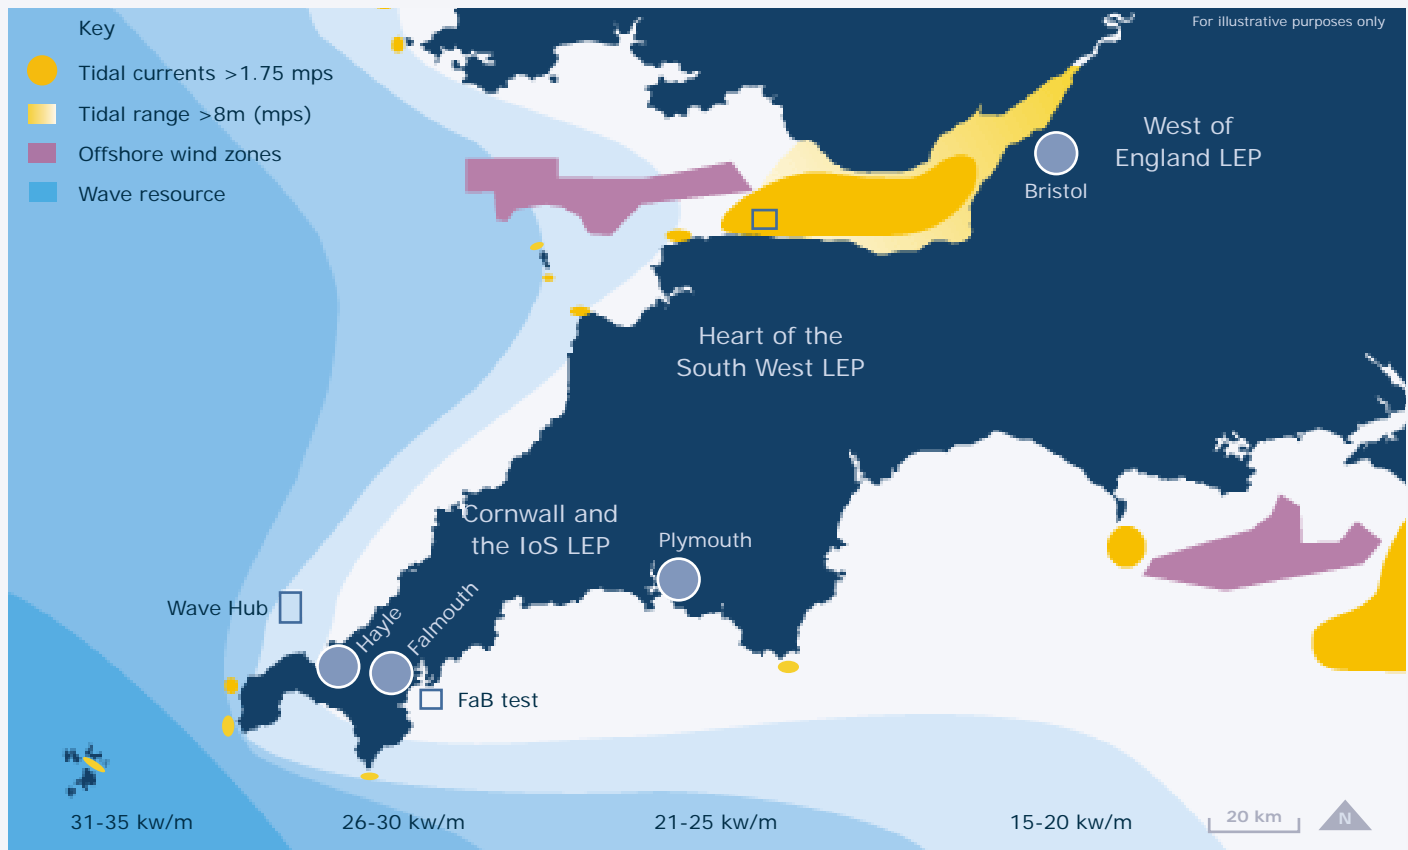 Key
For illustrative purposes only
Tidal currents >1.75 mps
Tidal range >8m (mps)
Offshore wind zones
Wave resource
West of
England LEP
Bristol
Heart of the
South West LEP
Cornwall and
the IoS LEP
Plymouth
Wave Hub
Hayle
Falmouth
FaB test
31-35 kw/m
26-30 kw/m
21-25 kw/m
15-20 kw/m
20 km
N